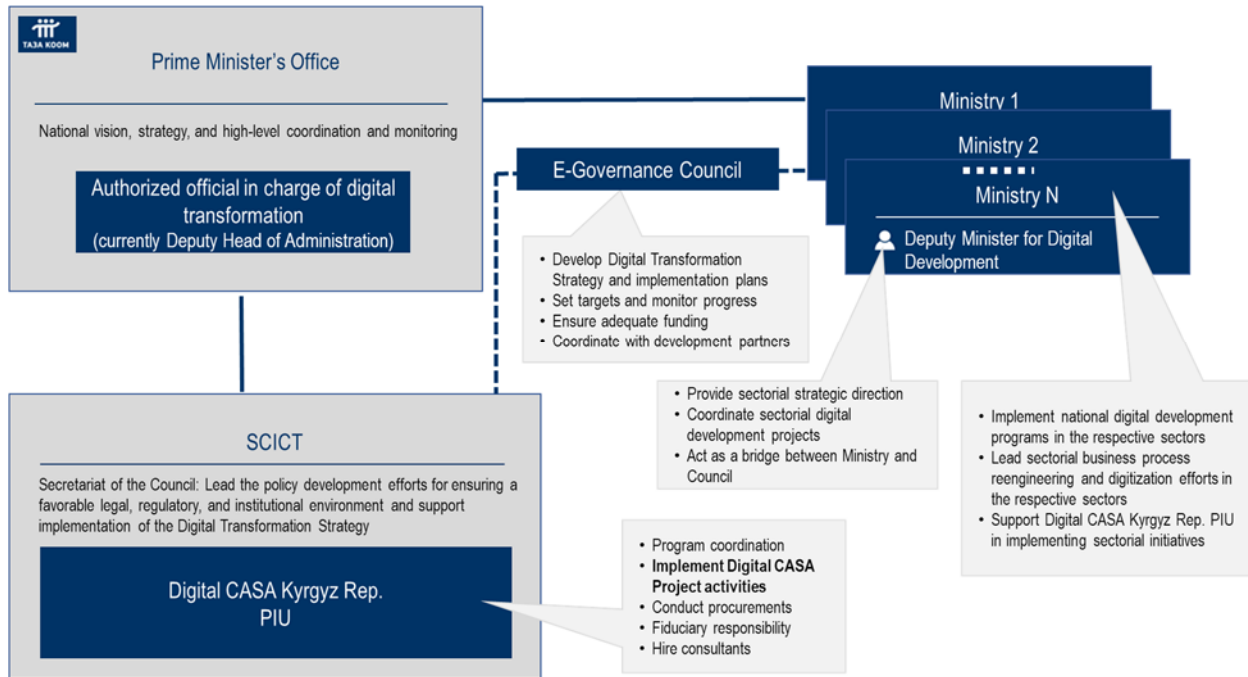 ТАЗА КООМ
Prime Minister's Office
National vision, strategy, and high-level coordination and monitoring
Authorized official in charge of digital
transformation
(currently Deputy Head of Administration)
E-Governance Council
Ministry 1
Ministry 2
Ministry N
Deputy Minister for Digital
Development
• Develop Digital Transformation
Strategy and implementation plans
• Set targets and monitor progress
• Ensure adequate funding
• Coordinate with development partners
• Provide sectorial strategic direction
• Coordinate sectorial digital
development projects
• Act as a bridge between Ministry and
Council
• Implement national digital development
programs in the respective sectors
• Lead sectorial business process
reengineering and digitization efforts in
the respective sectors
• Support Digital CASA Kyrgyz Rep. PIU
in implementing sectorial initiatives
SCICT
Secretariat of the Council: Lead the policy development efforts for ensuring a
favorable legal, regulatory, and institutional environment and support
implementation of the Digital Transformation Strategy
Digital CASA Kyrgyz Rep.
PIU
• Program coordination
• Implement Digital CASA
Project activities
• Conduct procurements
• Fiduciary responsibility
• Hire consultants